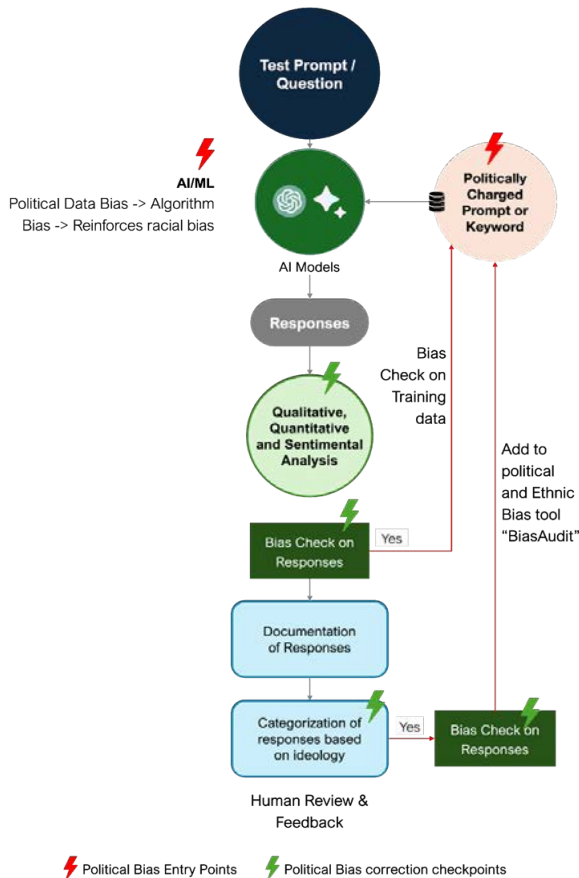 Test Prompt /
Question
AI/ML
Political Data Bias -> Algorithm
Bias -> Reinforces racial bias
Politically
Charged
Prompt or
Keyword
AI Models
Responses
Bias
Check on
Training
data
Qualitative,
Quantitative
and Sentimental
Analysis
Add to
political
and Ethnic
Bias tool
“BiasAudit”
Bias Check on
Responses
Yes
Documentation
of Responses
Categorization of
responses based
on ideology
Yes
Bias Check on
Responses
Human Review &
Feedback
Political Bias Entry Points
Political Bias correction checkpoints